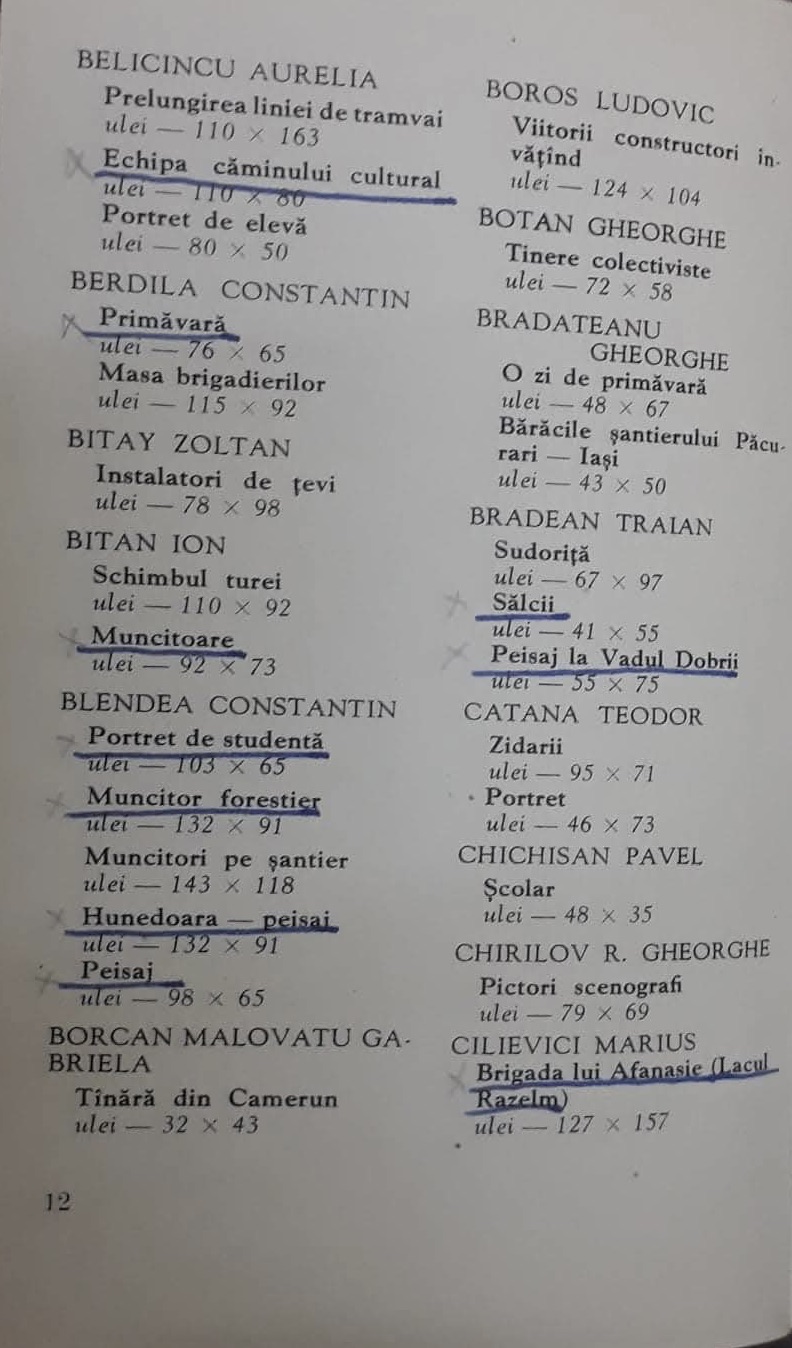 BELICINCU AURELIA
Prelungirea liniei de tramvai
ulei — 110 × 163
Echipa căminului cultural
ulei — 110 × 80
Portret de elevă
ulei — 80 × 50
BERDILA CONSTANTIN
Primăvară
ulei — 76 × 65
Masa brigadierilor
ulei — 115 × 92
BITAY ZOLTAN
Instalatori de țevi
ulei — 78 × 98
BITAN ION
Schimbul turei
ulei — 110 × 92
Muncitoare
ulei — 92 × 73
BLENDEA CONSTANTIN
Portret de studentă
ulei — 103 × 65
Muncitor forestier
ulei — 132 × 91
Muncitori pe șantier
ulei — 143 × 118
Hunedoara — peisaj
ulei — 132 × 91
Peisaj
ulei — 98 × 65
BORCAN MALOVATU GA-
BRIELA
Tînără din Camerun
ulei — 32 × 43
12
BOROS LUDOVIC
Viitorii constructori în-
vățînd
ulei — 124 × 104
BOTAN GHEORGHE
Tinere colectiviste
ulei — 72 × 58
BRADATEANU
GHEORGHE
O zi de primăvară
ulei — 48 × 67
Bărăcile șantierului Păcu-
rari — Iași
ulei — 43 × 50
BRADEAN TRAIAN
Sudoriță
ulei — 67 × 97
Sălcii
ulei — 41 × 55
Peisaj la Vadul Dobrii
ulei — 55 × 75
CATANA TEODOR
Zidarii
ulei — 95 × 71
Portret
ulei — 46 × 73
CHICHISAN PAVEL
Școlar
ulei — 48 × 35
CHIRILOV R. GHEORGHE
Pictori scenografi
ulei — 79 × 69
CILIEVICI MARIUS
Brigada lui Afanasie (Lacul
Razelm)
ulei — 127 × 157